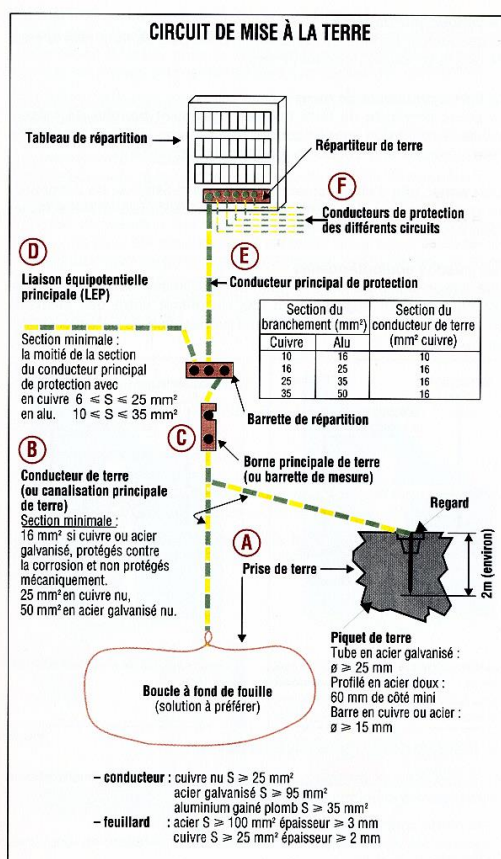 CIRCUIT DE MISE À LA TERRE
Tableau de répartition
Répartiteur de terre
F
Conducteurs de protection
des différents circuits
D
Liaison équipotentielle
principale (LEP)
E
Conducteur principal de protection
Section du
branchement (mm²)
Section du
conducteur de terre
(mm² cuivre)
Cuivre Alu
10 16 10
16 25 16
25 35 16
35 50 16
Section minimale :
la moitié de la section
du conducteur principal
de protection avec
en cuivre 6 ⩽ S ⩽ 25 mm²
en alu. 10 ⩽ S ⩽ 35 mm²
Barrette de répartition
C
Borne principale de terre
(ou barrette de mesure)
B
Conducteur de terre
(ou canalisation principale
de terre)
Section minimale :
16 mm² si cuivre ou acier
galvanisé, protégés contre
la corrosion et non protégés
mécaniquement.
25 mm² en cuivre nu,
50 mm² en acier galvanisé nu.
A
Prise de terre
Regard
2m (environ)
Piquet de terre
Tube en acier galvanisé :
ø ⩾ 25 mm
Profilé en acier doux :
60 mm de côté mini
Barre en cuivre ou acier :
ø ⩾ 15 mm
Boucle à fond de fouille
(solution à préférer)
– conducteur : cuivre nu S ⩾ 25 mm²
acier galvanisé S ⩾ 95 mm²
aluminium gainé plomb S ⩾ 35 mm²
– feuillard : acier S ⩾ 100 mm² épaisseur ⩾ 3 mm
cuivre S ⩾ 25 mm² épaisseur ⩾ 2 mm